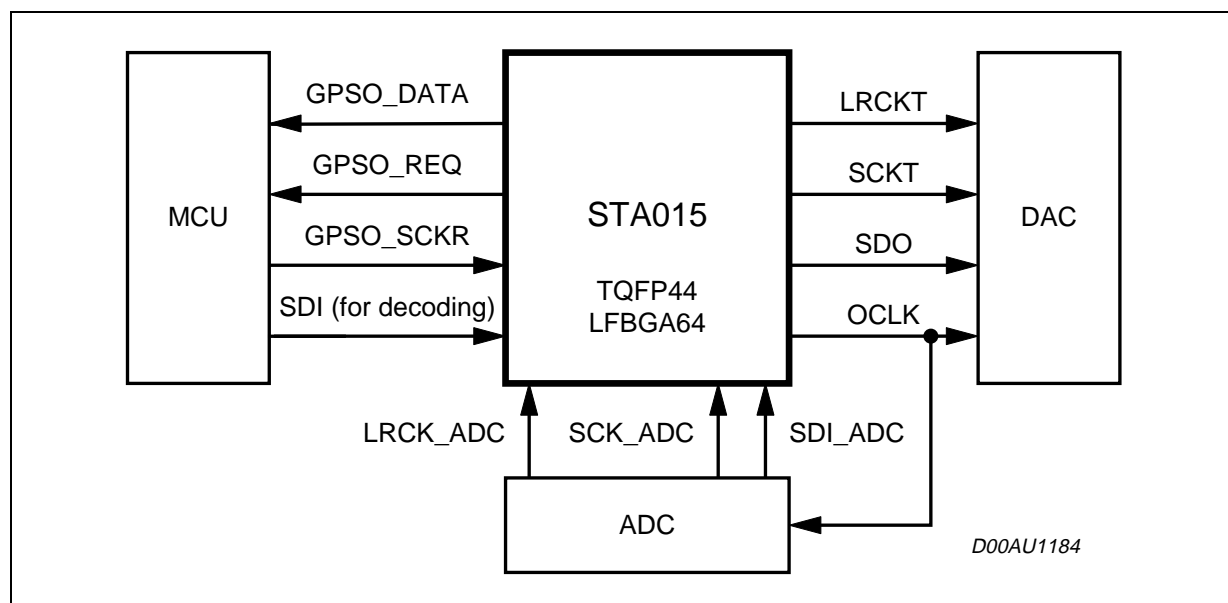 GPSO_DATA
GPSO_REQ
GPSO_SCKR
SDI (for decoding)
MCU
STA015
TQFP44
LFBGA64
LRCKT
SCKT
SDO
OCLK
DAC
LRCK_ADC
SCK_ADC
SDI_ADC
ADC
D00AU1184